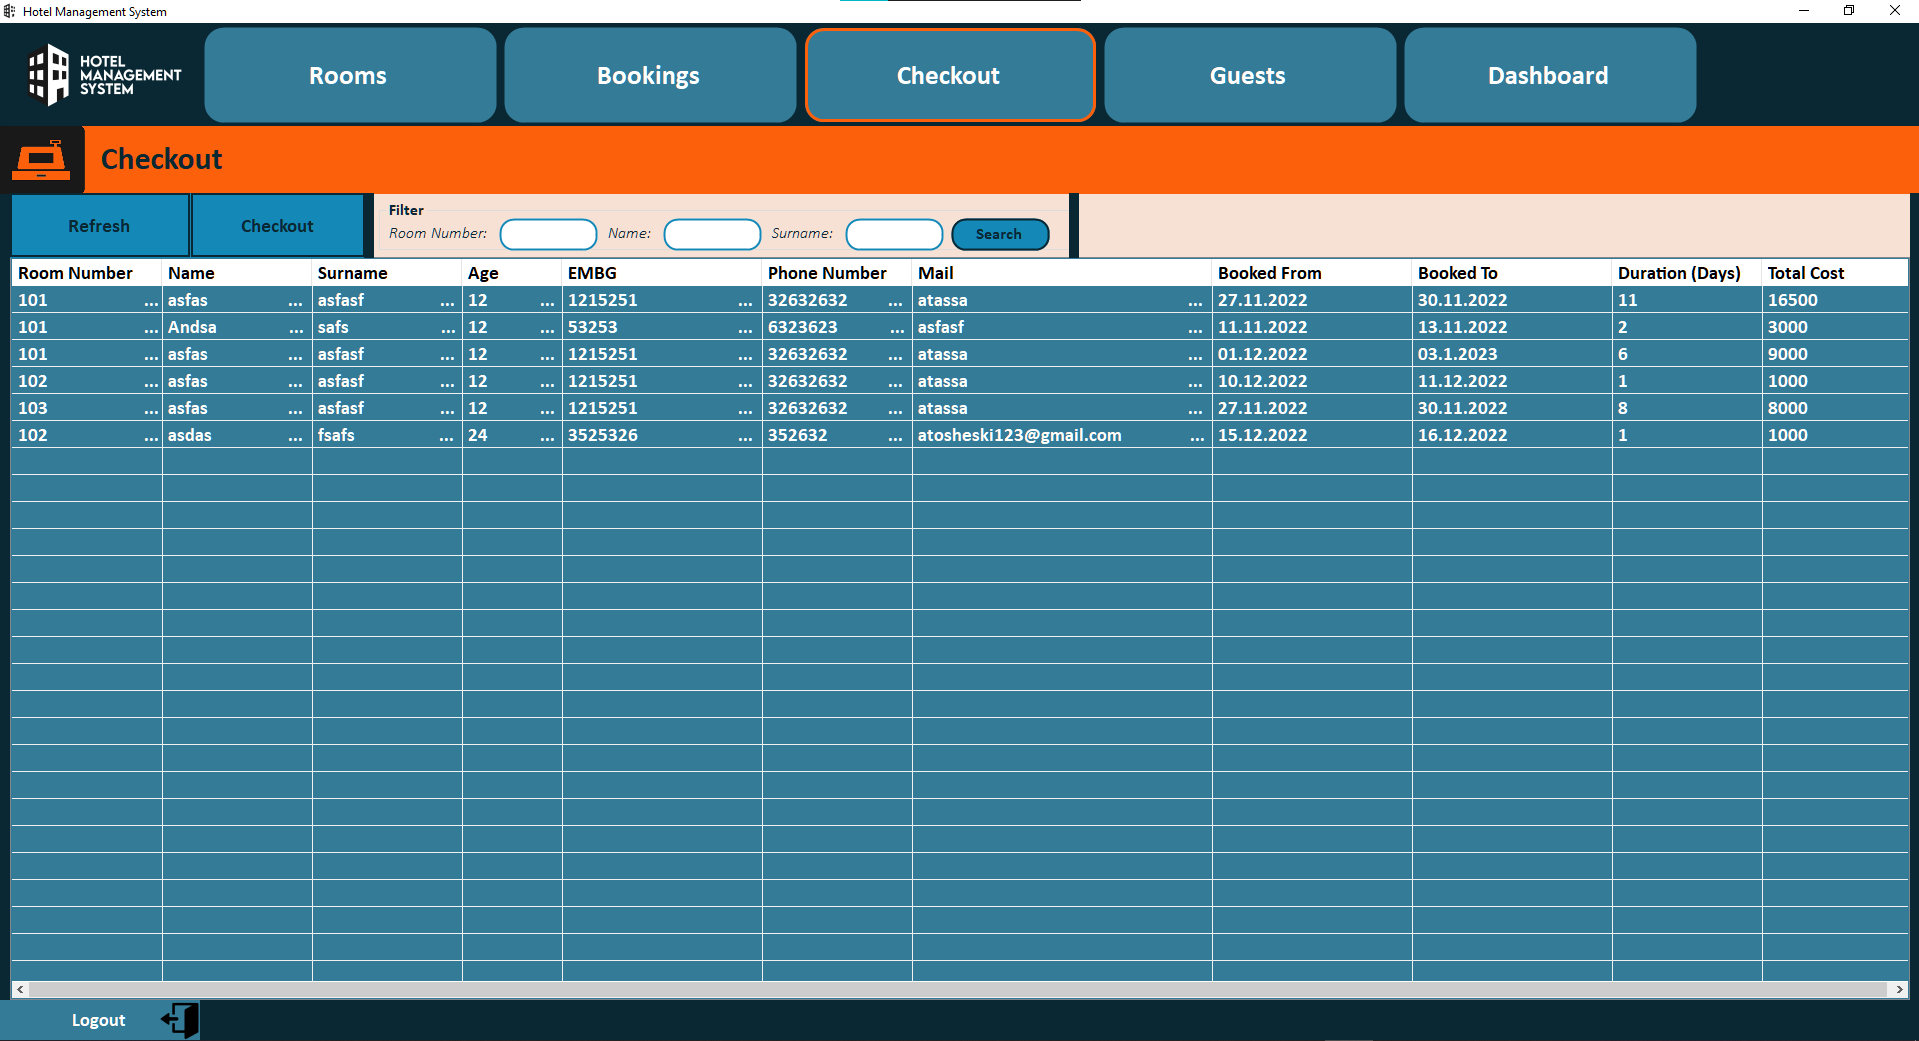 Hotel Management System
HOTEL
MANAGEMENT
SYSTEM
Rooms Bookings Checkout Guests Dashboard
Checkout
Refresh Checkout
Filter
Room Number: Name: Surname: Search
Room Number Name Surname Age EMBG Phone Number Mail Booked From Booked To Duration (Days) Total Cost
101 ... asfas ... asfasf ... 12 ... 1215251 ... 32632632 ... atassa ... 27.11.2022 30.11.2022 11 16500
101 ... Andsa ... safs ... 12 ... 53253 ... 6323623 ... asfasf ... 11.11.2022 13.11.2022 2 3000
101 ... asfas ... asfasf ... 12 ... 1215251 ... 32632632 ... atassa ... 01.12.2022 03.1.2023 6 9000
102 ... asfas ... asfasf ... 12 ... 1215251 ... 32632632 ... atassa ... 10.12.2022 11.12.2022 1 1000
103 ... asfas ... asfasf ... 12 ... 1215251 ... 32632632 ... atassa ... 27.11.2022 30.11.2022 8 8000
102 ... asdas ... fsafs ... 24 ... 3525326 ... 352632 ... atosheski123@gmail.com ... 15.12.2022 16.12.2022 1 1000
Logout